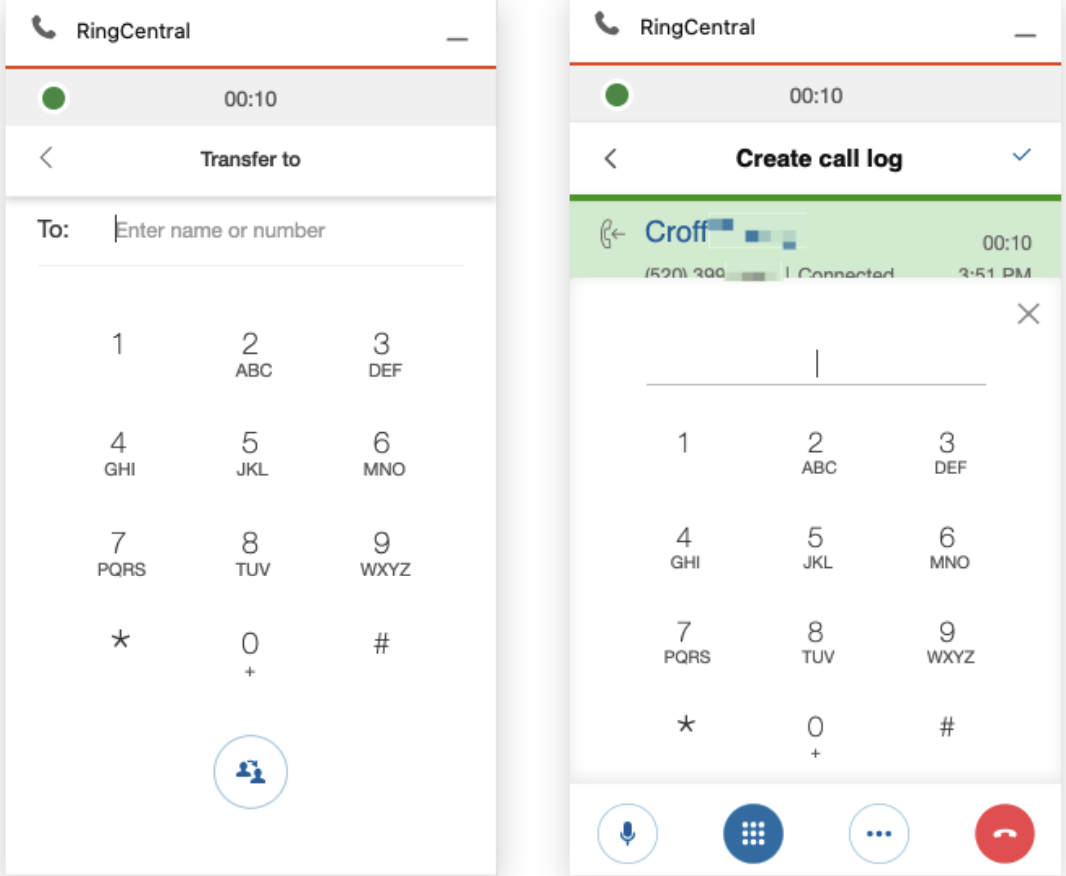 RingCentral
00:10
Transfer to
To: Enter name or number
1 2 3
ABC DEF
4 5 6
GHI JKL MNO
7 8 9
PQRS TUV WXYZ
* 0 #
+
RingCentral
00:10
Create call log
Croff
00:10
(520) 399 | Connected 3:51 PM
1 2 3
ABC DEF
4 5 6
GHI JKL MNO
7 8 9
PQRS TUV WXYZ
* 0 #
+